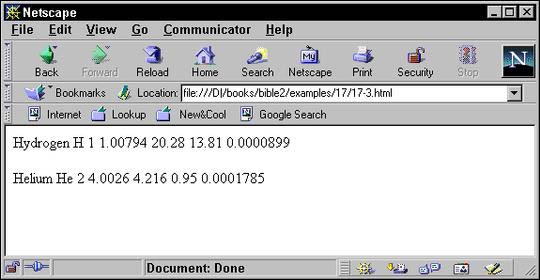 Netscape
File Edit View Go Communicator Help
Back Forward Reload Home Search Netscape Print Security Stop
My
N
Bookmarks Location: file:///D|/books/bible2/examples/17/17-3.html
Internet Lookup New&Cool Google Search
Hydrogen H 1 1.00794 20.28 13.81 0.0000899
Helium He 2 4.0026 4.216 0.95 0.0001785
Document: Done